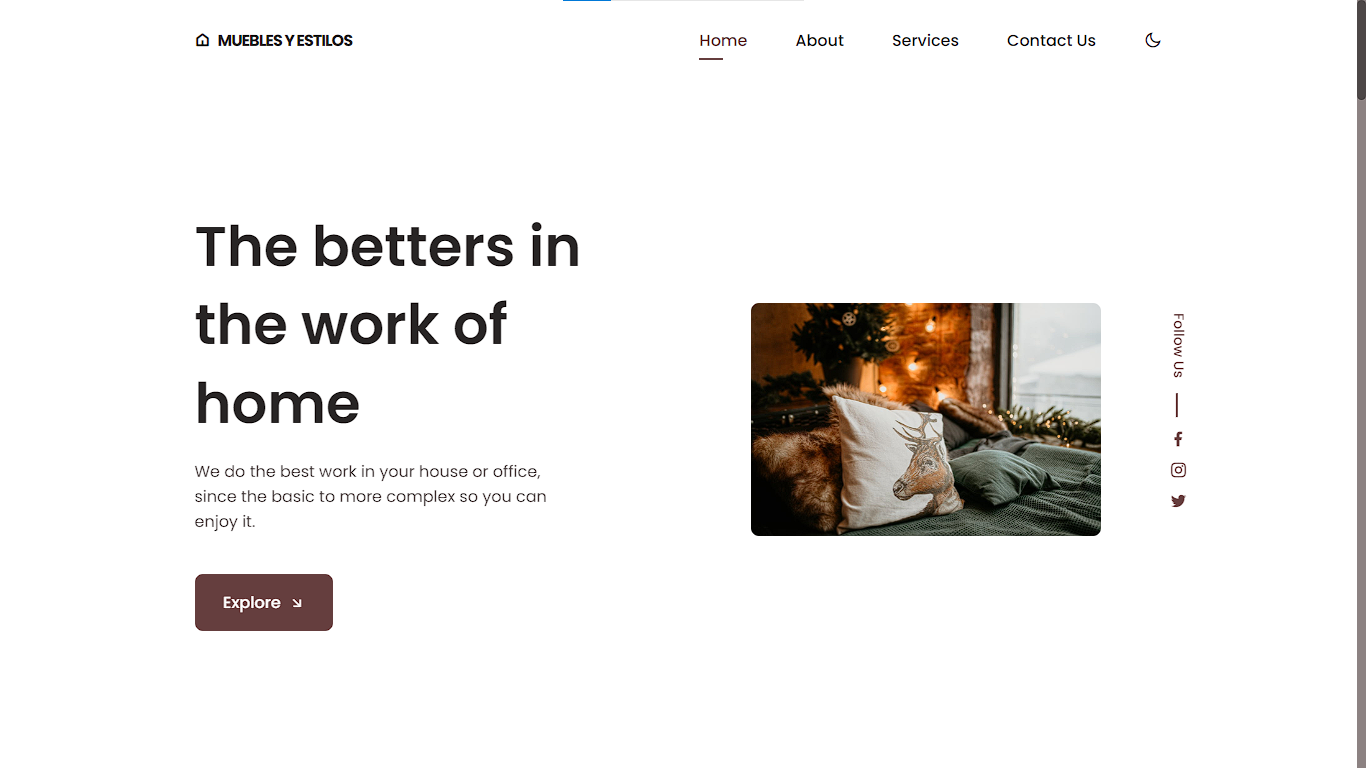 MUEBLES Y ESTILOS
Home
About
Services
Contact Us
The betters in
the work of
home
We do the best work in your house or office,
since the basic to more complex so you can
enjoy it.
Explore
Follow Us